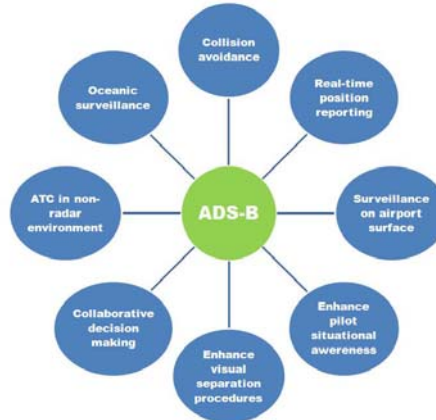 Collision
avoidance
Real-time
position
reporting
Surveillance
on airport
surface
Enhance
pilot
situational
awereness
Enhance
visual
separation
procedures
Collaborative
decision
making
ATC in non-
radar
environment
Oceanic
surveillance
ADS-B